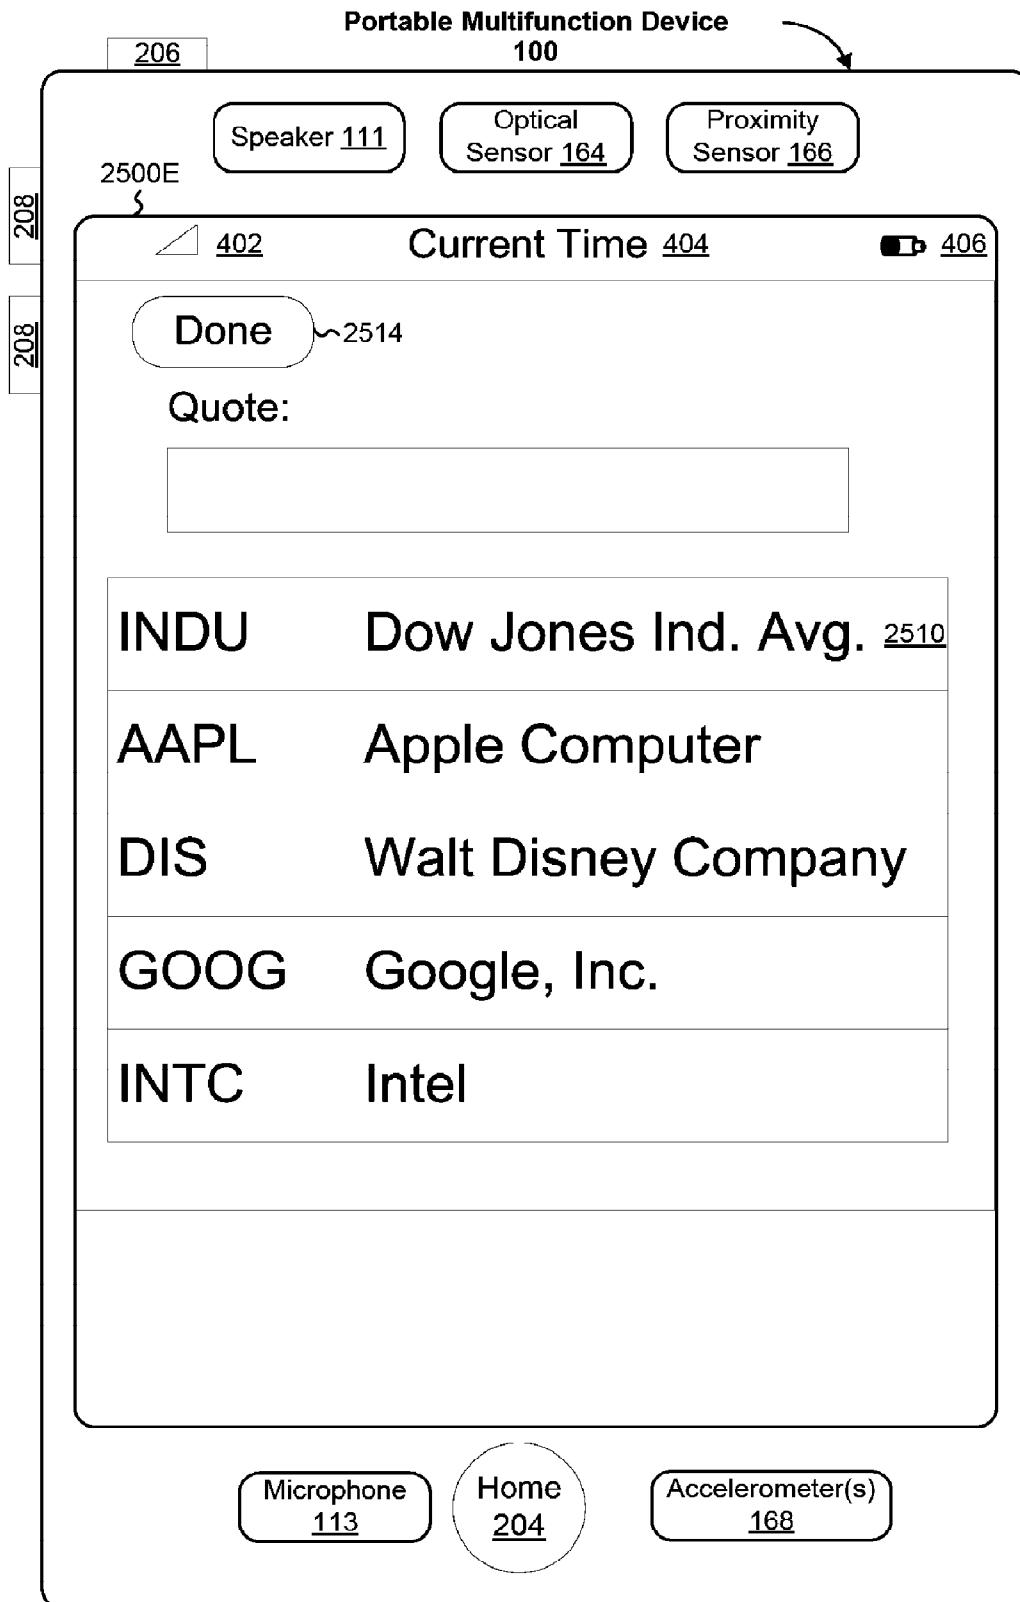 Portable Multifunction Device
100
206
Speaker 111
Optical
Sensor 164
Proximity
Sensor 166
2500E
208
208
402
Current Time 404
406
Done
2514
Quote:
INDU Dow Jones Ind. Avg. 2510
AAPL Apple Computer
DIS Walt Disney Company
GOOG Google, Inc.
INTC Intel
Microphone
113
Home
204
Accelerometer(s)
168